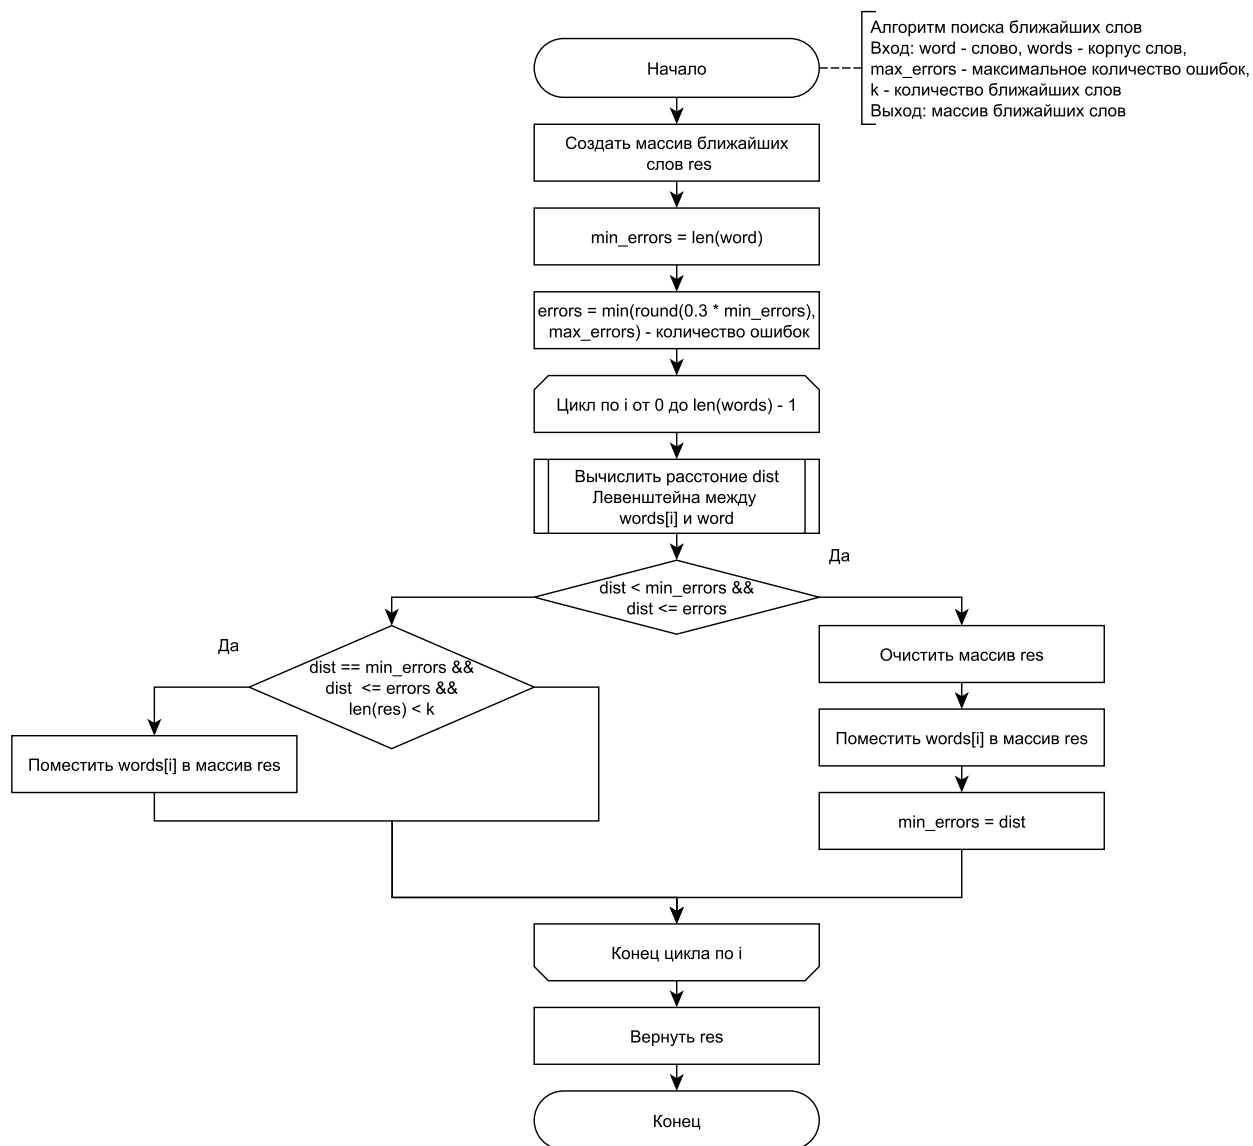 Алгоритм поиска ближайших слов
Вход: word - слово, words - корпус слов,
max_errors - максимальное количество ошибок,
k - количество ближайших слов
Выход: массив ближайших слов
Начало
Создать массив ближайших
слов res
min_errors = len(word)
errors = min(round(0.3 * min_errors),
max_errors) - количество ошибок
Цикл по i от 0 до len(words) - 1
Вычислить расстоние dist
Левенштейна между
words[i] и word
Да
dist < min_errors &&
dist <= errors
Да
dist == min_errors &&
dist <= errors &&
len(res) < k
Очистить массив res
Поместить words[i] в массив res
Поместить words[i] в массив res
min_errors = dist
Конец цикла по i
Вернуть res
Конец